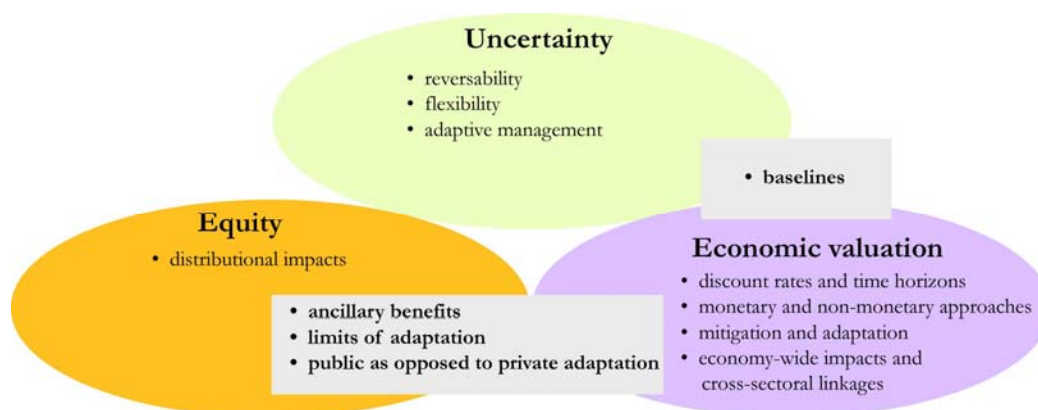 Uncertainty
• reversability
• flexibility
• adaptive management
• baselines
Equity
• distributional impacts
• ancillary benefits
• limits of adaptation
• public as opposed to private adaptation
Economic valuation
• discount rates and time horizons
• monetary and non-monetary approaches
• mitigation and adaptation
• economy-wide impacts and
cross-sectoral linkages